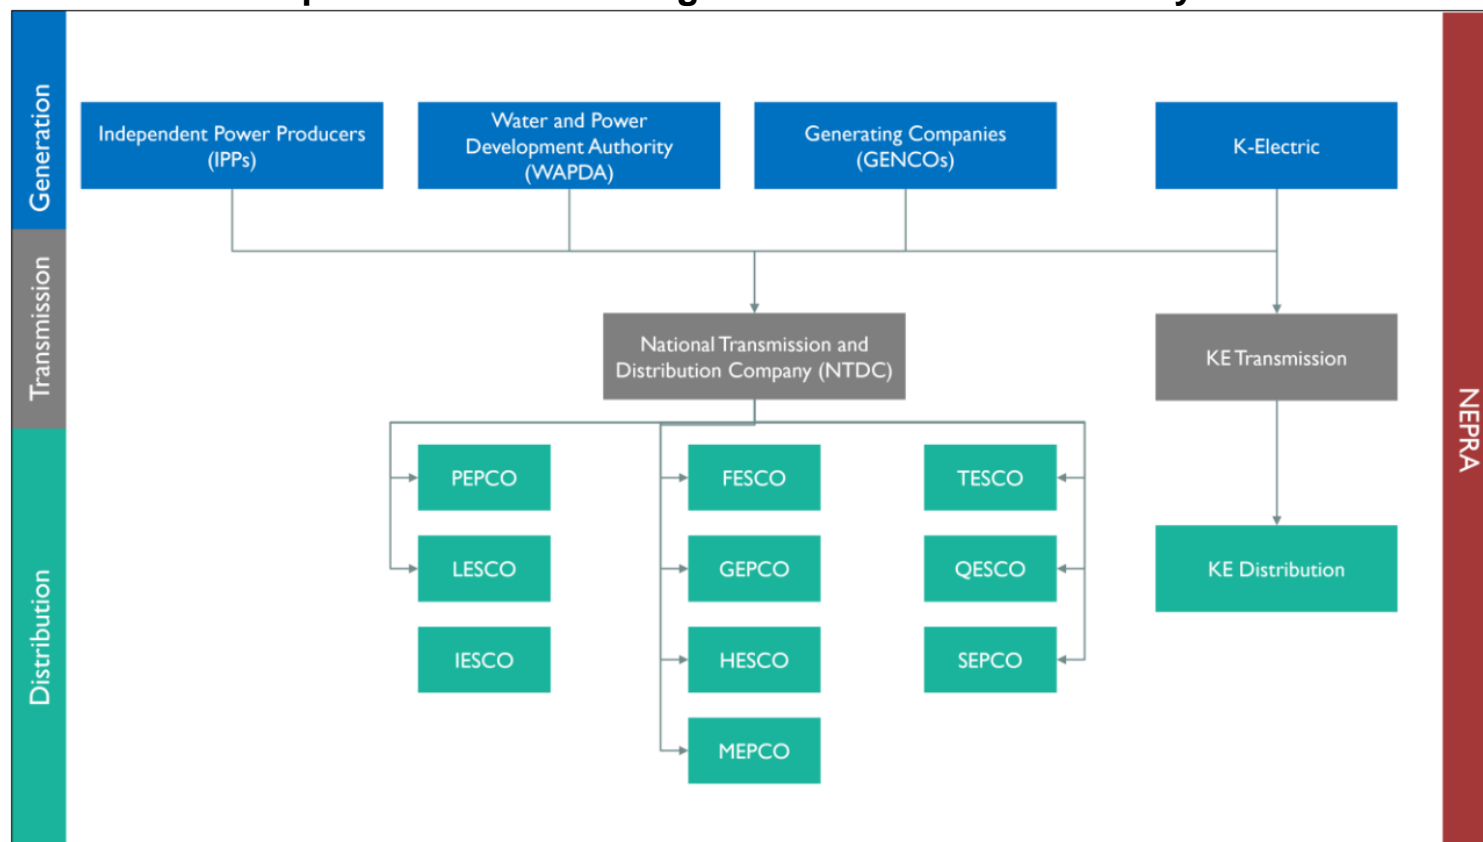 Generation
Independent Power Producers
(IPPs)
Water and Power
Development Authority
(WAPDA)
Generating Companies
(GENCOs)
K-Electric
Transmission
National Transmission and
Distribution Company (NTDC)
KE Transmission
NEPRA
Distribution
PEPCO
FESCO
TESCO
LESCO
GEPCO
QESCO
KE Distribution
IESCO
HESCO
SEPCO
MEPCO